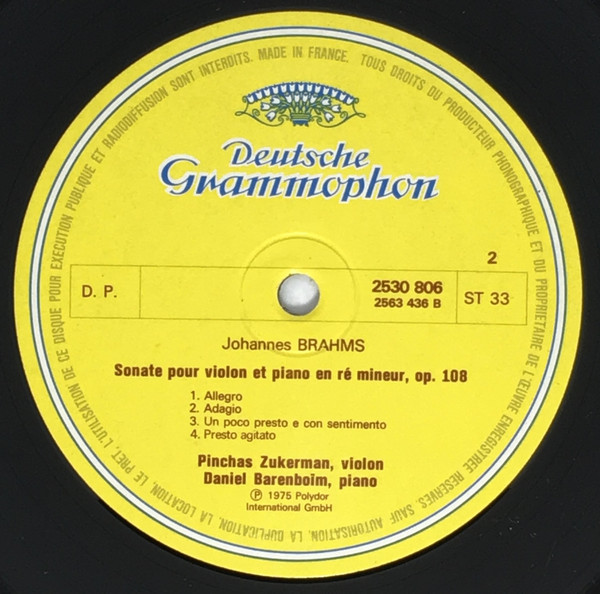 TOUS DROITS DU PRODUCTEUR PHONOGRAPHIQUE ET DU PROPRIETAIRE DE L'ŒUVRE ENREGISTREE RESERVES. SAUF AUTORISATION, LA DUPLICATION, LA LOCATION, LE PRET, L'UTILISATION DE CE DISQUE POUR EXECUTION PUBLIQUE ET RADIODIFFUSION SONT INTERDITS. MADE IN FRANCE.
Deutsche
Grammophon
2
D. P.
2530 806
2563 436 B
ST 33
Johannes BRAHMS
Sonate pour violon et piano en ré mineur, op. 108
1. Allegro
2. Adagio
3. Un poco presto e con sentimento
4. Presto agitato
Pinchas Zukerman, violon
Daniel Barenboïm, piano
℗ 1975 Polydor
International GmbH